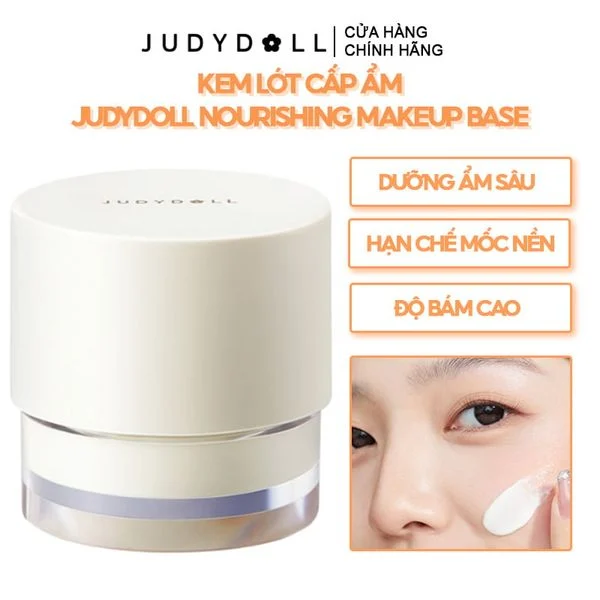 JUDYDOLL
CỬA HÀNG
CHÍNH HÃNG
KEM LÓT CẤP ẨM
JUDYDOLL NOURISHING MAKEUP BASE
JUDYDOLL
DƯỠNG ẨM SÂU
HẠN CHẾ MỐC NỀN
ĐỘ BÁM CAO